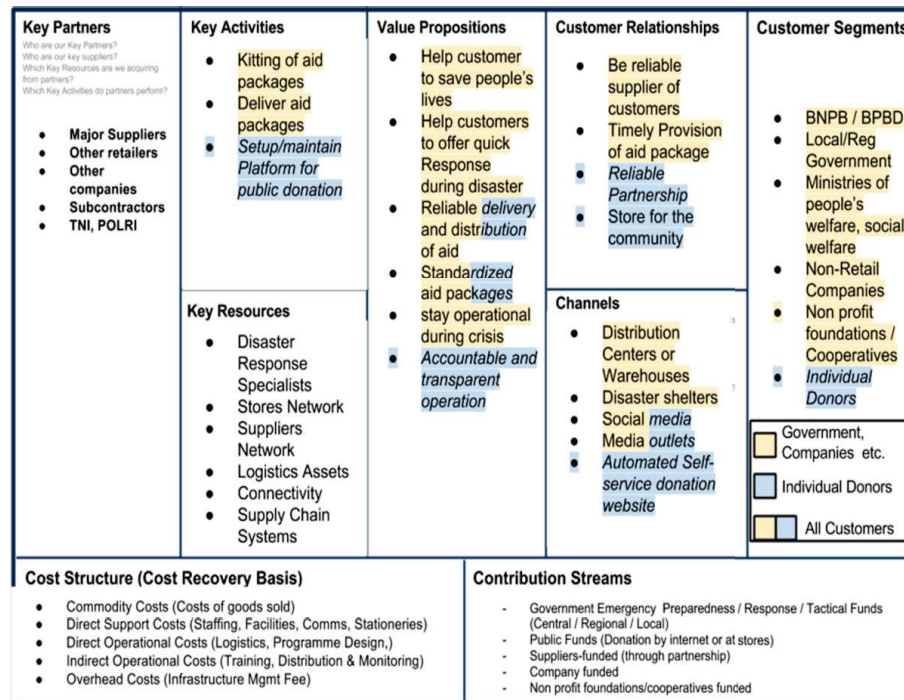 Key Partners
Who are our Key Partners?
Who are our key suppliers?
Which Key Resources are we acquiring
from partners?
Which Key Activities do partners perform?
● Major Suppliers
● Other retailers
● Other
companies
● Subcontractors
● TNI, POLRI
Key Activities
● Kitting of aid
packages
● Deliver aid
packages
● Setup/maintain
Platform for
public donation
Key Resources
● Disaster
Response
Specialists
● Stores Network
● Suppliers
Network
● Logistics Assets
● Connectivity
● Supply Chain
Systems
Value Propositions
● Help customer
to save people's
lives
● Help customers
to offer quick
Response
during disaster
● Reliable delivery
and distribution
of aid
● Standardized
aid packages
● stay operational
during crisis
● Accountable and
transparent
operation
Customer Relationships
● Be reliable
supplier of
customers
● Timely Provision
of aid package
● Reliable
Partnership
● Store for the
community
Channels
● Distribution
Centers or
Warehouses
● Disaster shelters
● Social media
● Media outlets
● Automated Self-
service donation
website
Customer Segments
● BNPB / BPBD
● Local/Reg
Government
● Ministries of
people's
welfare, social
welfare
● Non-Retail
Companies
● Non profit
foundations /
Cooperatives
● Individual
Donors
Government,
Companies etc.
Individual Donors
All Customers
Cost Structure (Cost Recovery Basis)
● Commodity Costs (Costs of goods sold)
● Direct Support Costs (Staffing, Facilities, Comms, Stationeries)
● Direct Operational Costs (Logistics, Programme Design,)
● Indirect Operational Costs (Training, Distribution & Monitoring)
● Overhead Costs (Infrastructure Mgmt Fee)
Contribution Streams
- Government Emergency Preparedness / Response / Tactical Funds
(Central / Regional / Local)
- Public Funds (Donation by internet or at stores)
- Suppliers-funded (through partnership)
- Company funded
- Non profit foundations/cooperatives funded